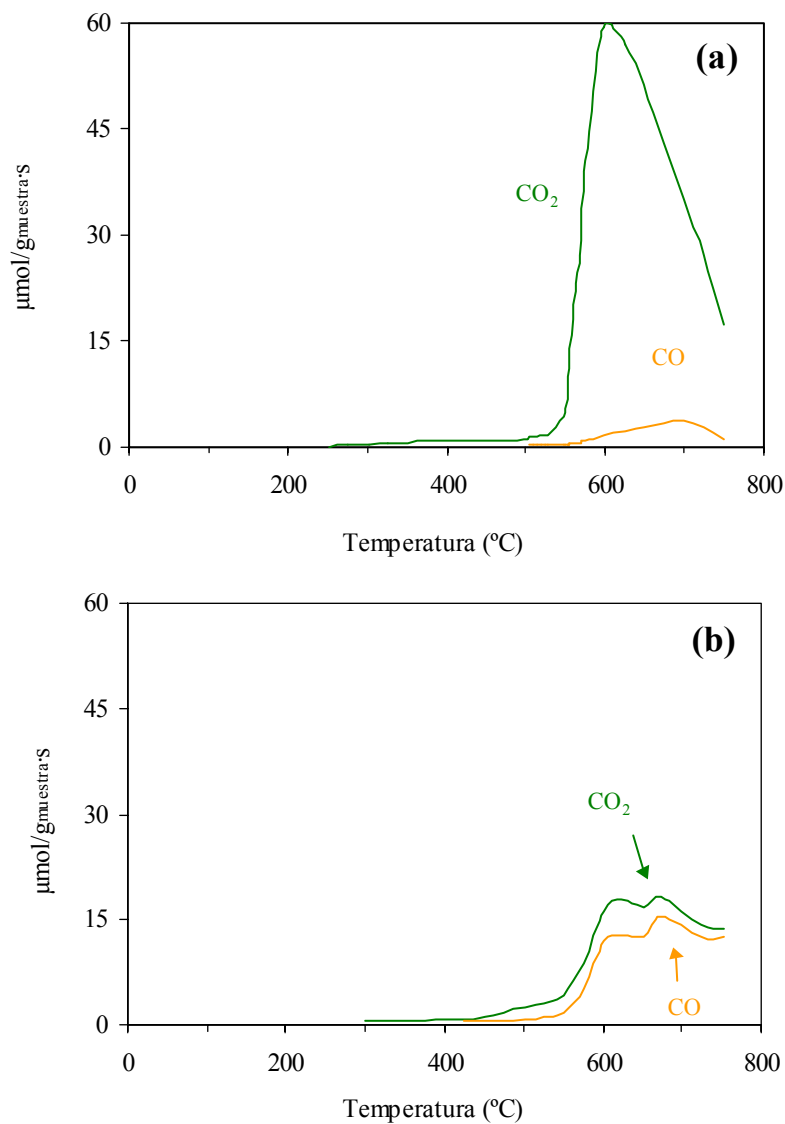 60
(a)
45
CO₂
30
µmol/gmuestra·s
15
CO
0
0 200 400 600 800
Temperatura (ºC)
60
(b)
45
CO₂
30
µmol/gmuestra·s
15
CO
0
0 200 400 600 800
Temperatura (ºC)